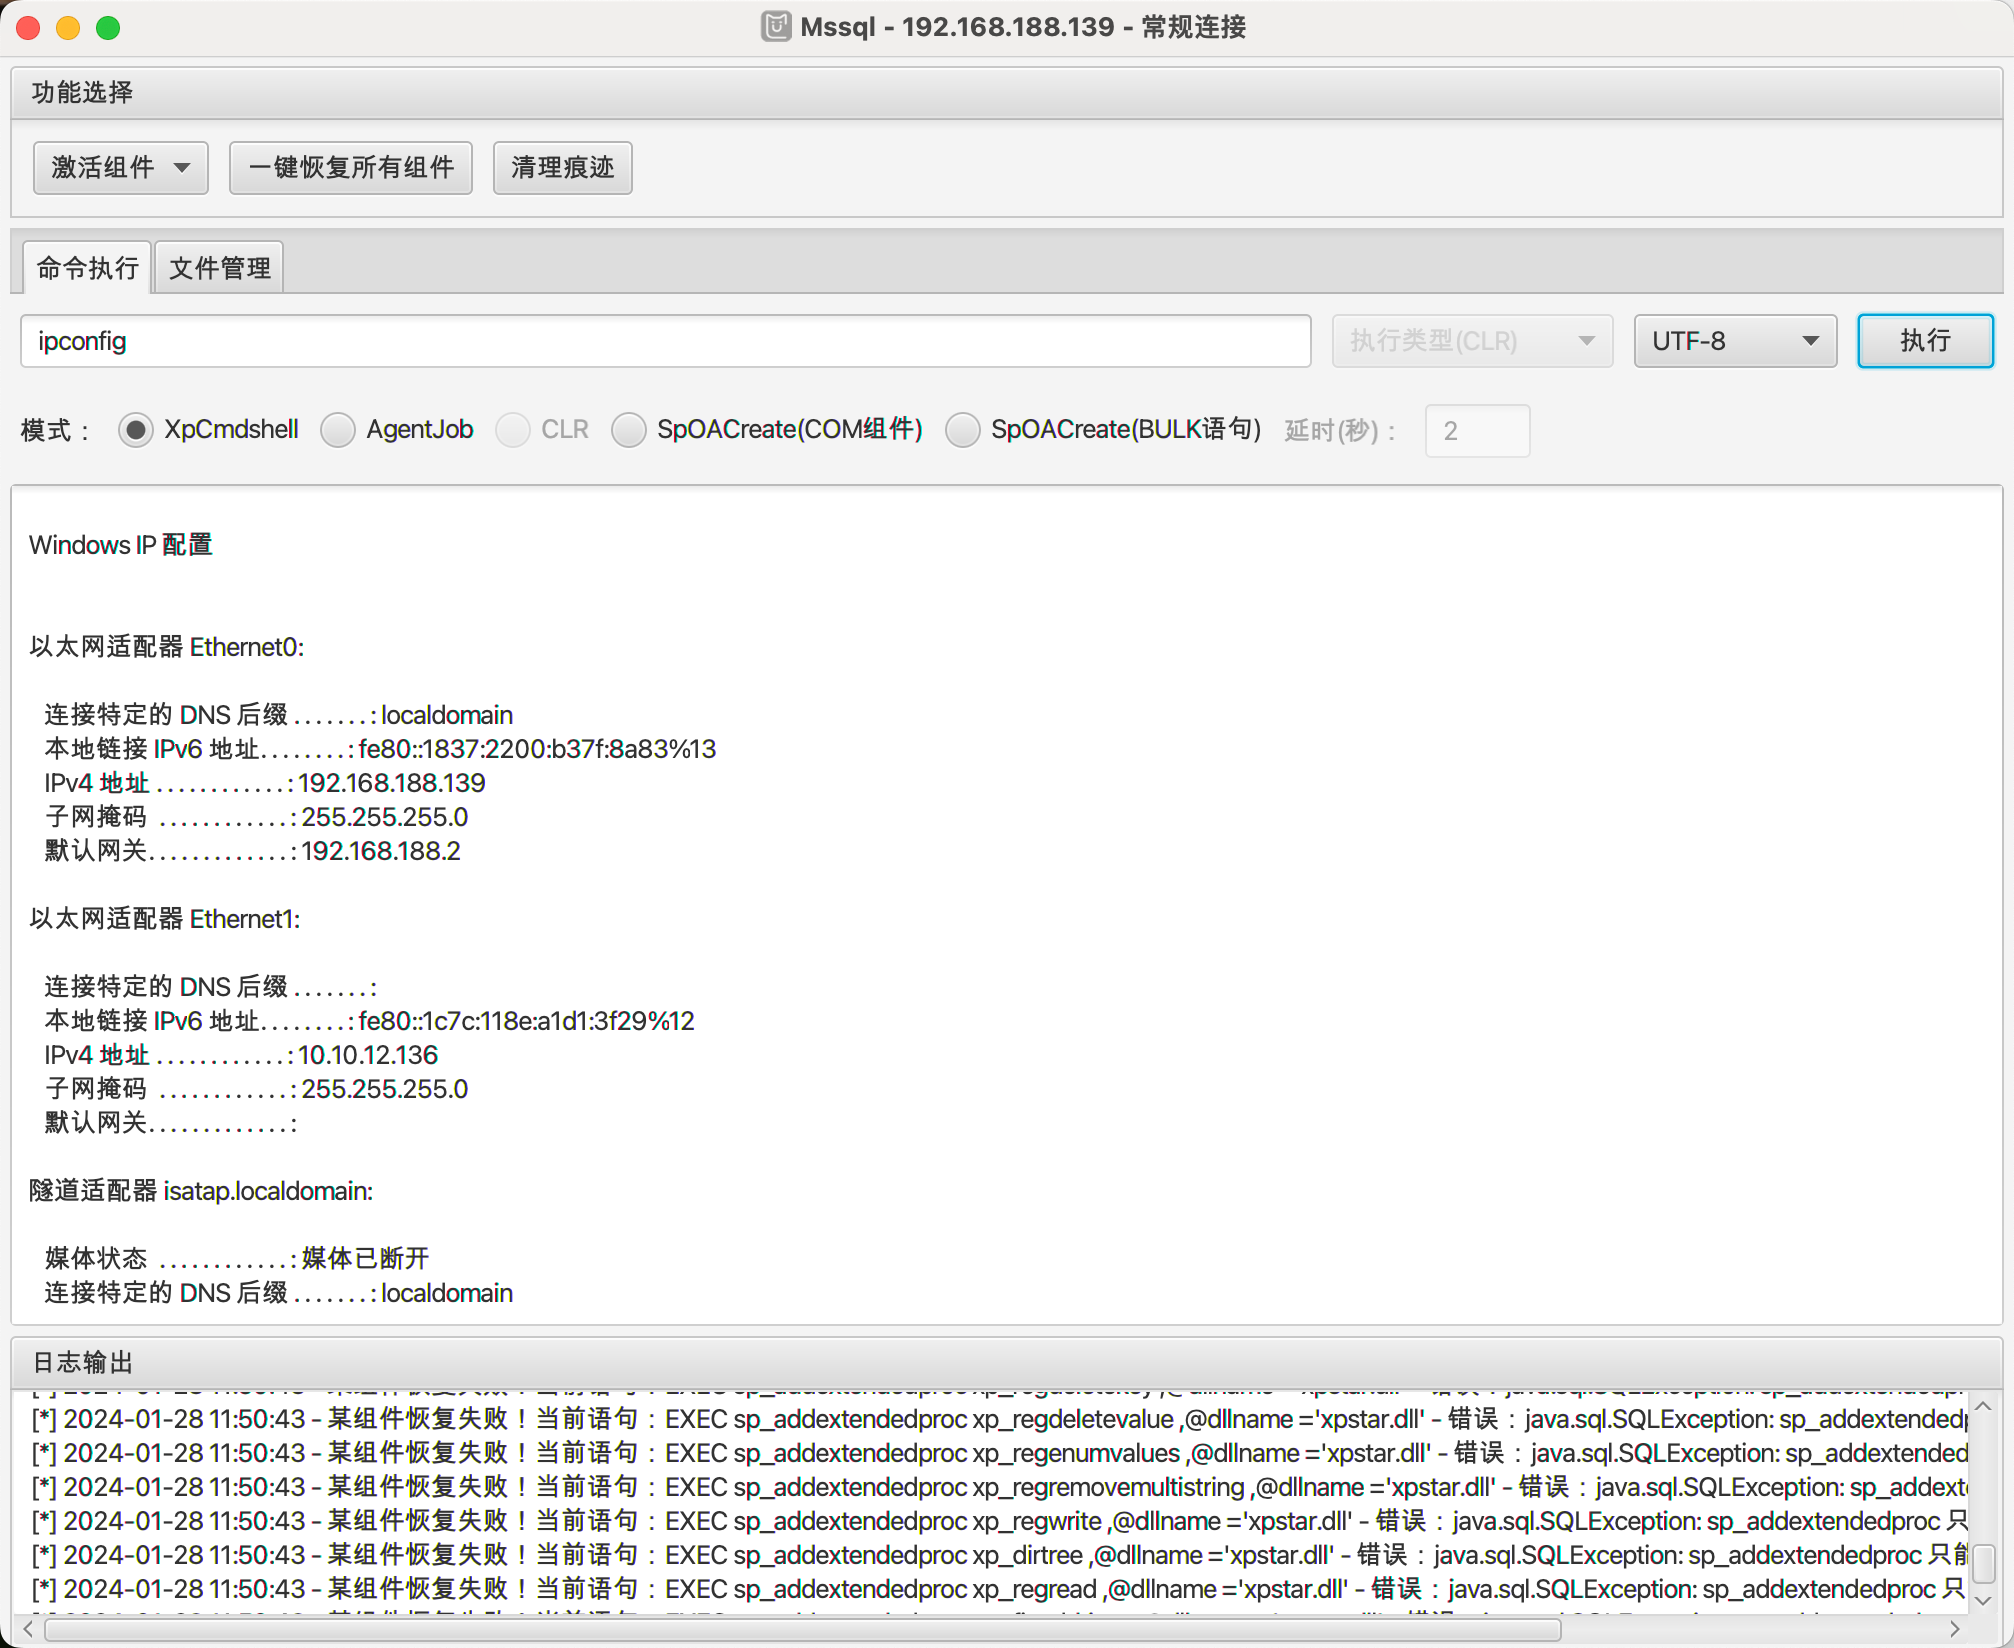 Mssql - 192.168.188.139 - 常规连接
功能选择
激活组件 一键恢复所有组件 清理痕迹
命令执行 文件管理
ipconfig 执行类型(CLR) UTF-8 执行
模式： XpCmdshell AgentJob CLR SpOACreate(COM组件) SpOACreate(BULK语句) 延时(秒)： 2
Windows IP 配置
以太网适配器 Ethernet0:
连接特定的 DNS 后缀 . . . . . . . : localdomain
本地链接 IPv6 地址. . . . . . . . : fe80::1837:2200:b37f:8a83%13
IPv4 地址 . . . . . . . . . . . . : 192.168.188.139
子网掩码 . . . . . . . . . . . . : 255.255.255.0
默认网关. . . . . . . . . . . . . : 192.168.188.2
以太网适配器 Ethernet1:
连接特定的 DNS 后缀 . . . . . . . :
本地链接 IPv6 地址. . . . . . . . : fe80::1c7c:118e:a1d1:3f29%12
IPv4 地址 . . . . . . . . . . . . : 10.10.12.136
子网掩码 . . . . . . . . . . . . : 255.255.255.0
默认网关. . . . . . . . . . . . . :
隧道适配器 isatap.localdomain:
媒体状态 . . . . . . . . . . . . : 媒体已断开
连接特定的 DNS 后缀 . . . . . . . : localdomain
日志输出
[*] 2024-01-28 11:50:43 - 某组件恢复失败！当前语句：EXEC sp_addextendedproc xp_regdeletevalue ,@dllname ='xpstar.dll' - 错误：java.sql.SQLException: sp_addextendedp
[*] 2024-01-28 11:50:43 - 某组件恢复失败！当前语句：EXEC sp_addextendedproc xp_regenumvalues ,@dllname ='xpstar.dll' - 错误：java.sql.SQLException: sp_addextended
[*] 2024-01-28 11:50:43 - 某组件恢复失败！当前语句：EXEC sp_addextendedproc xp_regremovemultistring ,@dllname ='xpstar.dll' - 错误：java.sql.SQLException: sp_addext
[*] 2024-01-28 11:50:43 - 某组件恢复失败！当前语句：EXEC sp_addextendedproc xp_regwrite ,@dllname ='xpstar.dll' - 错误：java.sql.SQLException: sp_addextendedproc 只
[*] 2024-01-28 11:50:43 - 某组件恢复失败！当前语句：EXEC sp_addextendedproc xp_dirtree ,@dllname ='xpstar.dll' - 错误：java.sql.SQLException: sp_addextendedproc 只能
[*] 2024-01-28 11:50:43 - 某组件恢复失败！当前语句：EXEC sp_addextendedproc xp_regread ,@dllname ='xpstar.dll' - 错误：java.sql.SQLException: sp_addextendedproc 只